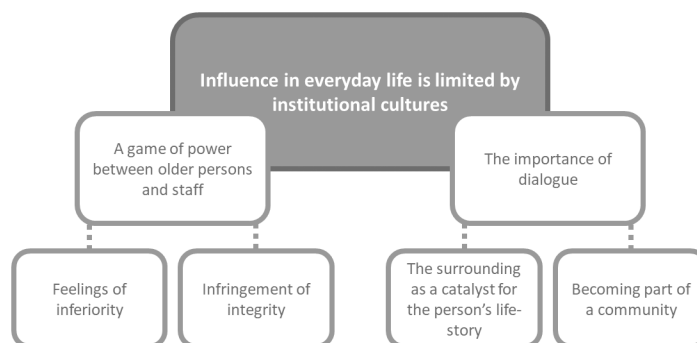 Influence in everyday life is limited by
institutional cultures
A game of power
between older persons
and staff
The importance of
dialogue
Feelings of
inferiority
Infringement of
integrity
The surrounding
as a catalyst for
the person's life-
story
Becoming part of
a community